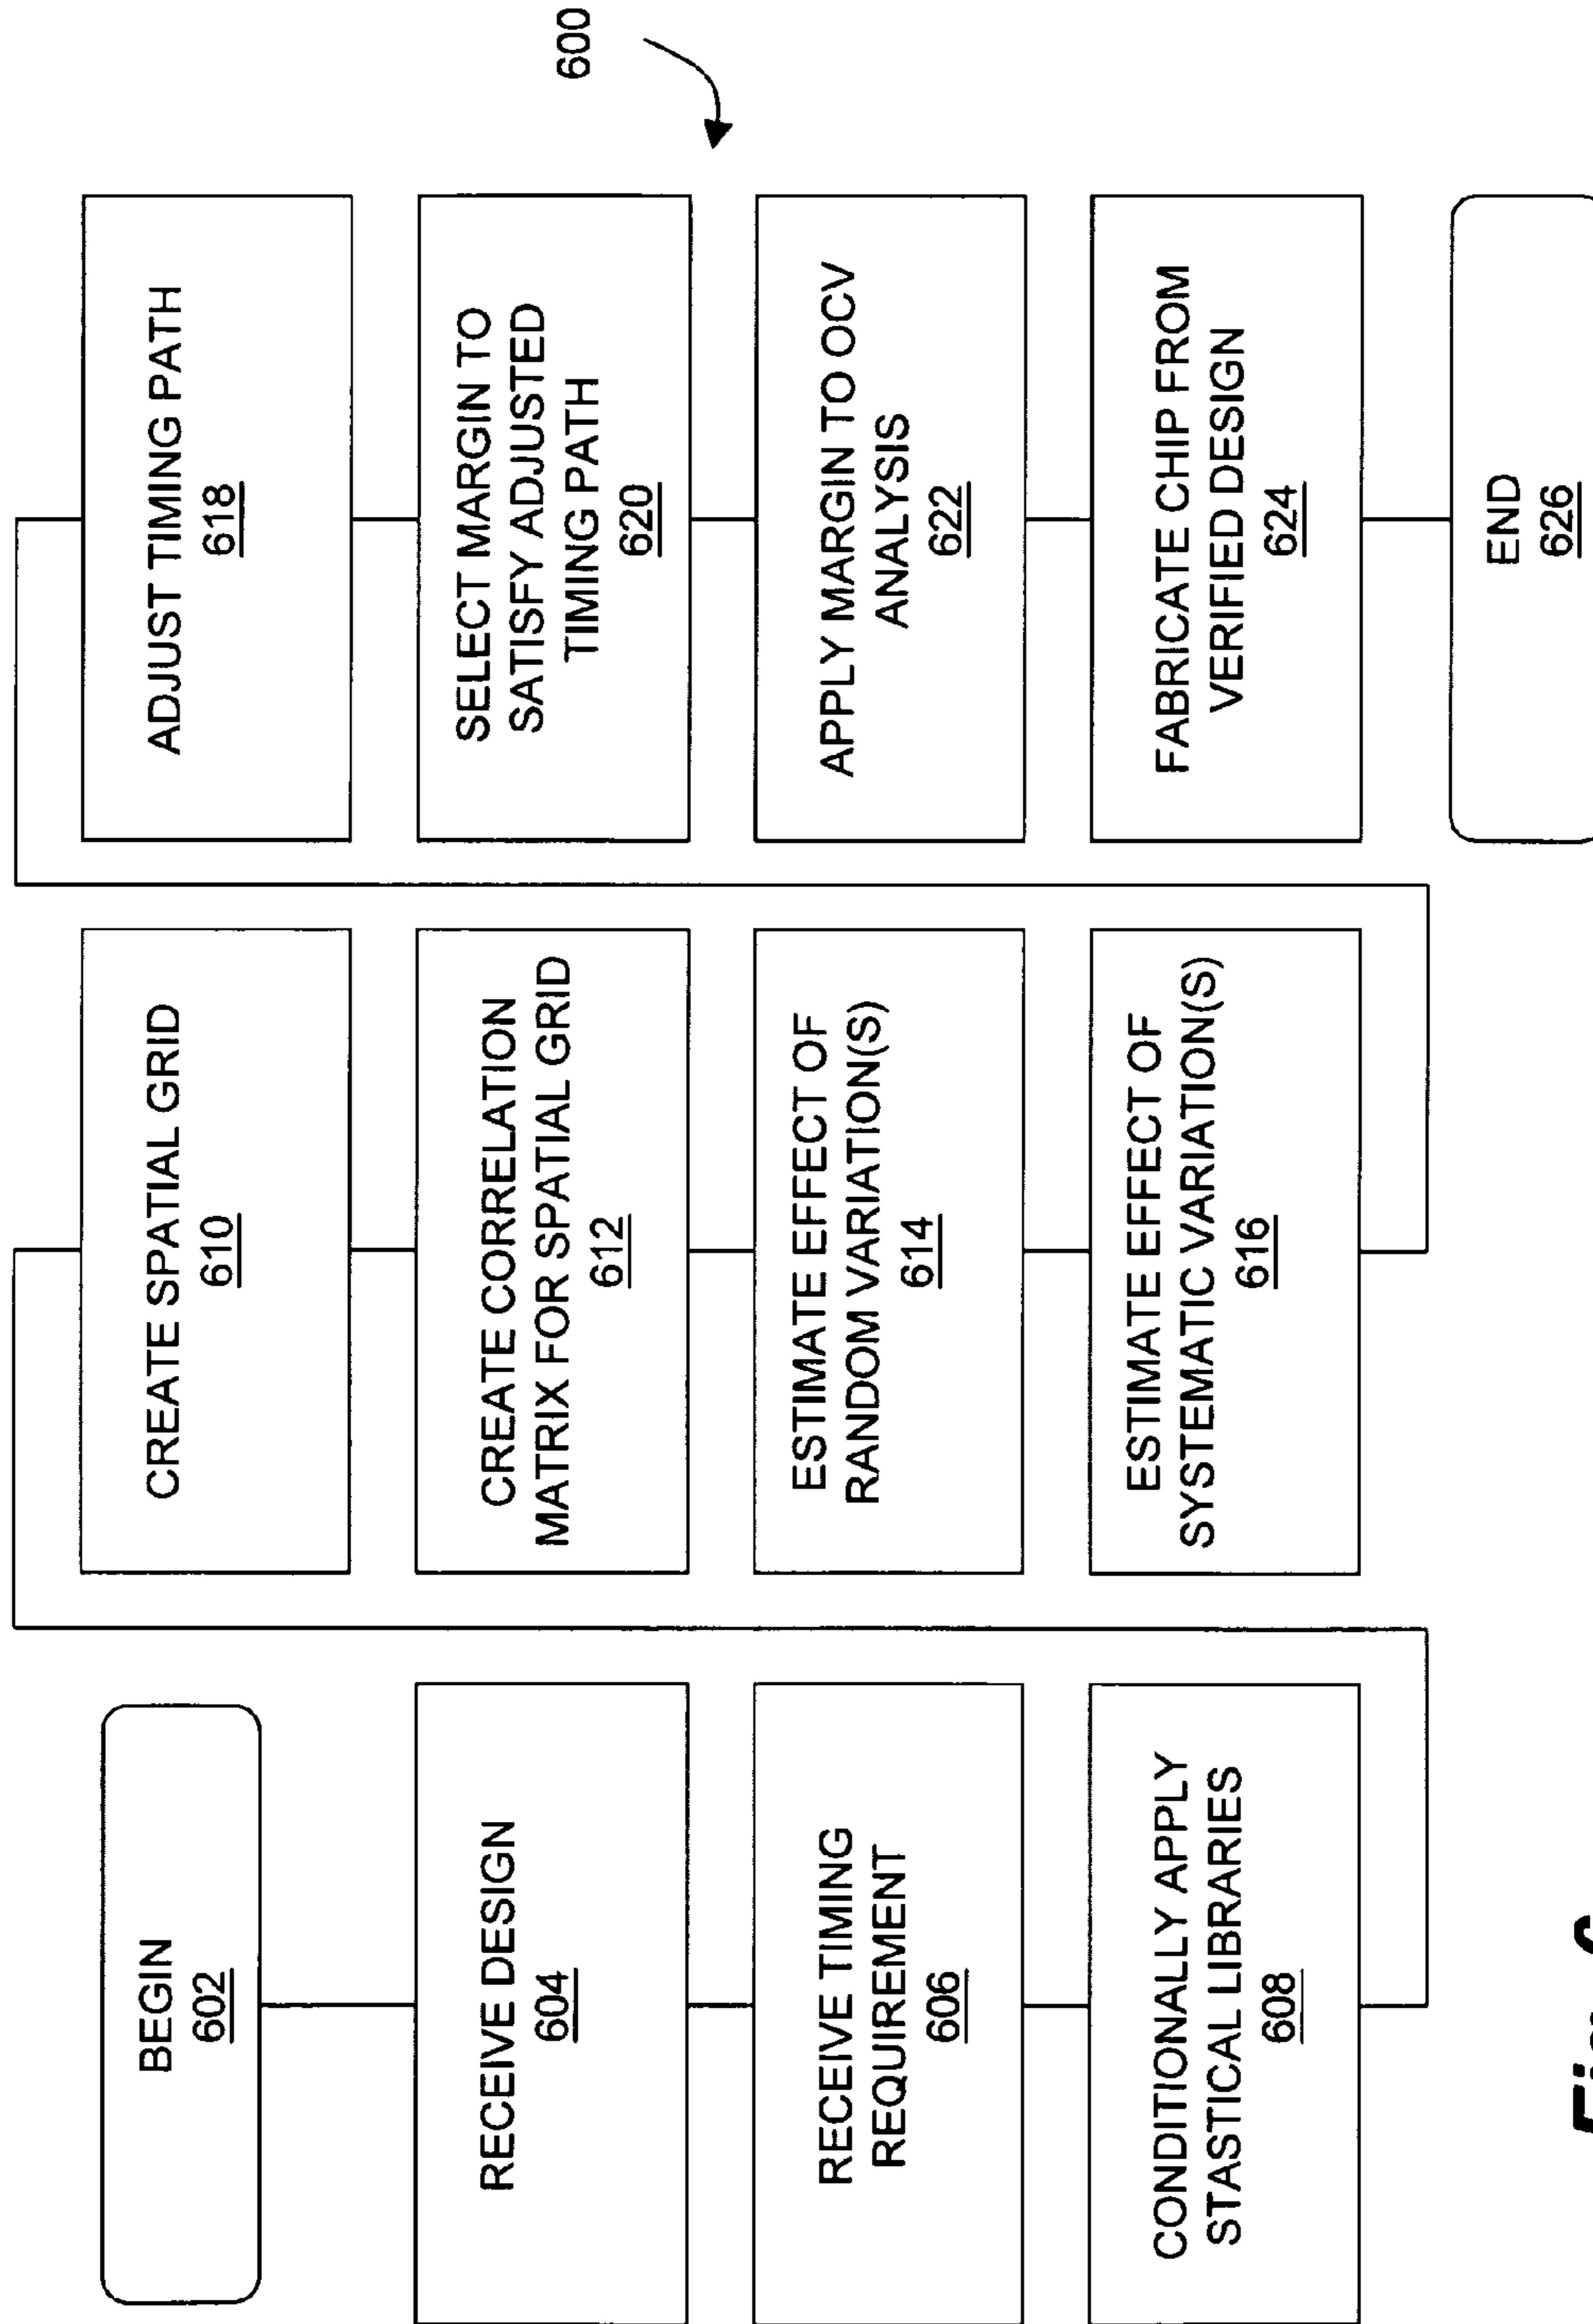 600
BEGIN
602
RECEIVE DESIGN
604
RECEIVE TIMING
REQUIREMENT
606
CONDITIONALLY APPLY
STASTICAL LIBRARIES
608
CREATE SPATIAL GRID
610
CREATE CORRELATION
MATRIX FOR SPATIAL GRID
612
ESTIMATE EFFECT OF
RANDOM VARIATION(S)
614
ESTIMATE EFFECT OF
SYSTEMATIC VARIATION(S)
616
ADJUST TIMING PATH
618
SELECT MARGIN TO
SATISFY ADJUSTED
TIMING PATH
620
APPLY MARGIN TO OCV
ANALYSIS
622
FABRICATE CHIP FROM
VERIFIED DESIGN
624
END
626
Fig. 6